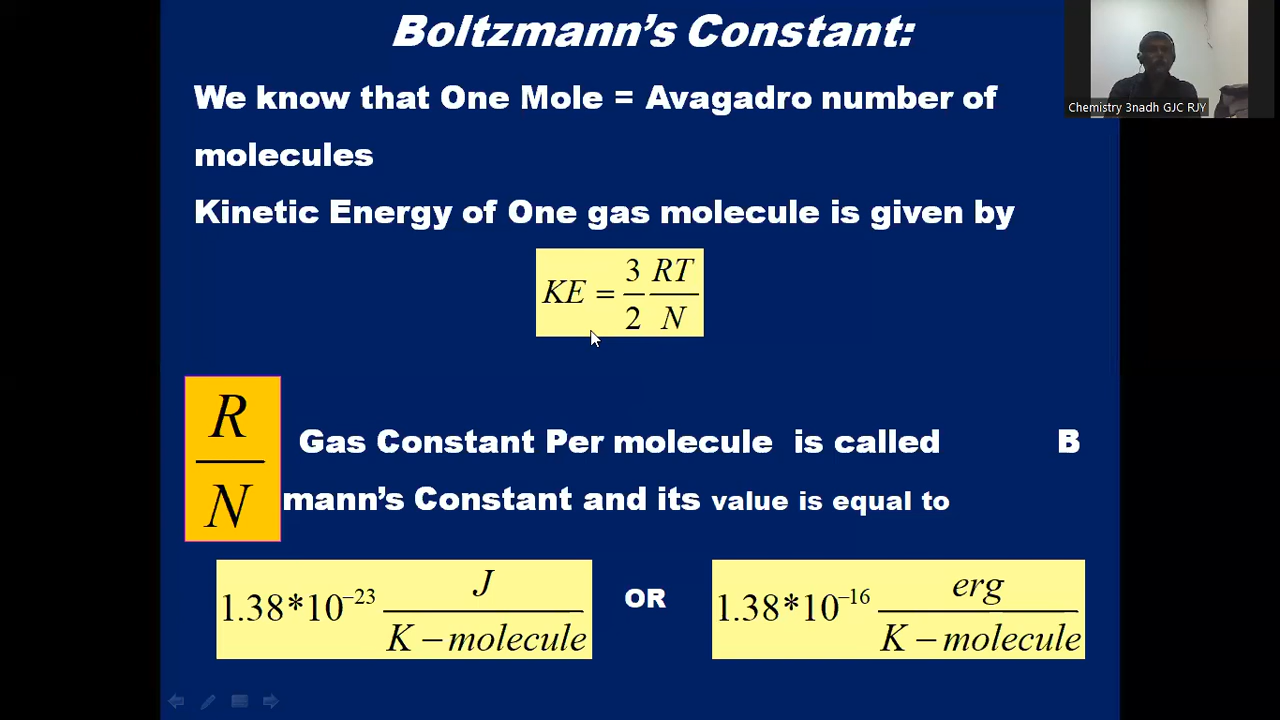 Boltzmann's Constant:
Chemistry 3nadh GJC RJY
We know that One Mole = Avagadro number of
molecules
Kinetic Energy of One gas molecule is given by
KE = 3/2 RT/N
R/N
Gas Constant Per molecule is called B
mann's Constant and its value is equal to
1.38*10⁻²³ J/K – molecule OR 1.38*10⁻¹⁶ erg/K – molecule